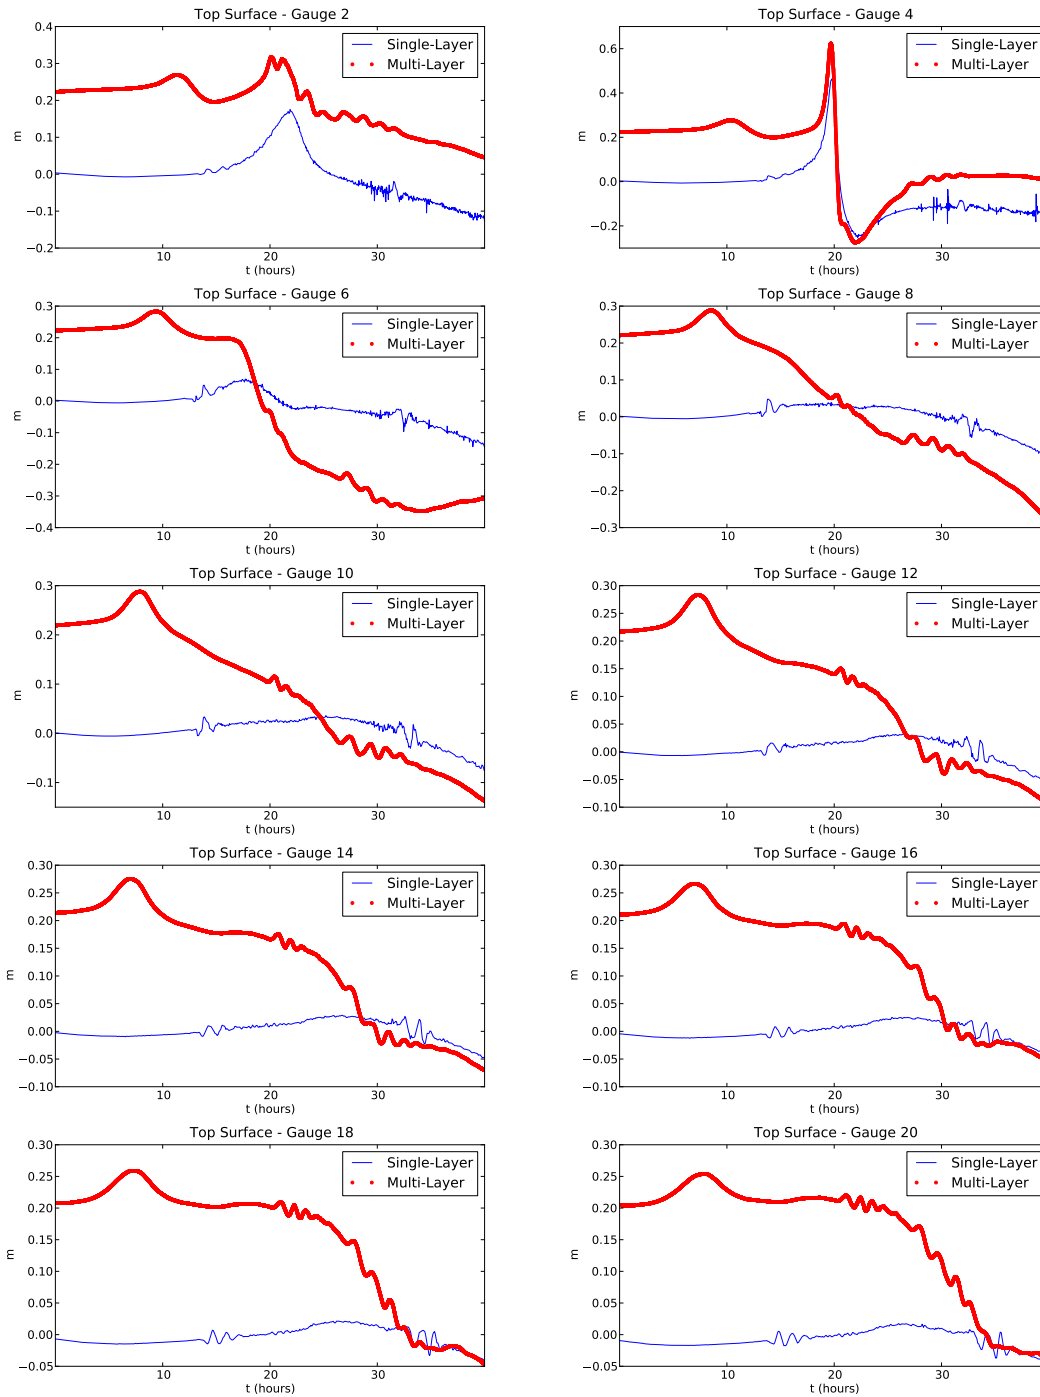 Top Surface - Gauge 2
0.4
0.3
0.2
0.1
0.0
−0.1
−0.2
m
10
20
30
t (hours)
Single-Layer
Multi-Layer
Top Surface - Gauge 4
0.6
0.4
0.2
0.0
−0.2
m
10
20
30
t (hours)
Single-Layer
Multi-Layer
Top Surface - Gauge 6
0.3
0.2
0.1
0.0
−0.1
−0.2
−0.3
−0.4
m
10
20
30
t (hours)
Single-Layer
Multi-Layer
Top Surface - Gauge 8
0.3
0.2
0.1
0.0
−0.1
−0.2
−0.3
m
10
20
30
t (hours)
Single-Layer
Multi-Layer
Top Surface - Gauge 10
0.3
0.2
0.1
0.0
−0.1
m
10
20
30
t (hours)
Single-Layer
Multi-Layer
Top Surface - Gauge 12
0.30
0.25
0.20
0.15
0.10
0.05
0.00
−0.05
−0.10
m
10
20
30
t (hours)
Single-Layer
Multi-Layer
Top Surface - Gauge 14
0.30
0.25
0.20
0.15
0.10
0.05
0.00
−0.05
−0.10
m
10
20
30
t (hours)
Single-Layer
Multi-Layer
Top Surface - Gauge 16
0.30
0.25
0.20
0.15
0.10
0.05
0.00
−0.05
−0.10
m
10
20
30
t (hours)
Single-Layer
Multi-Layer
Top Surface - Gauge 18
0.30
0.25
0.20
0.15
0.10
0.05
0.00
−0.05
m
10
20
30
t (hours)
Single-Layer
Multi-Layer
Top Surface - Gauge 20
0.30
0.25
0.20
0.15
0.10
0.05
0.00
−0.05
m
10
20
30
t (hours)
Single-Layer
Multi-Layer